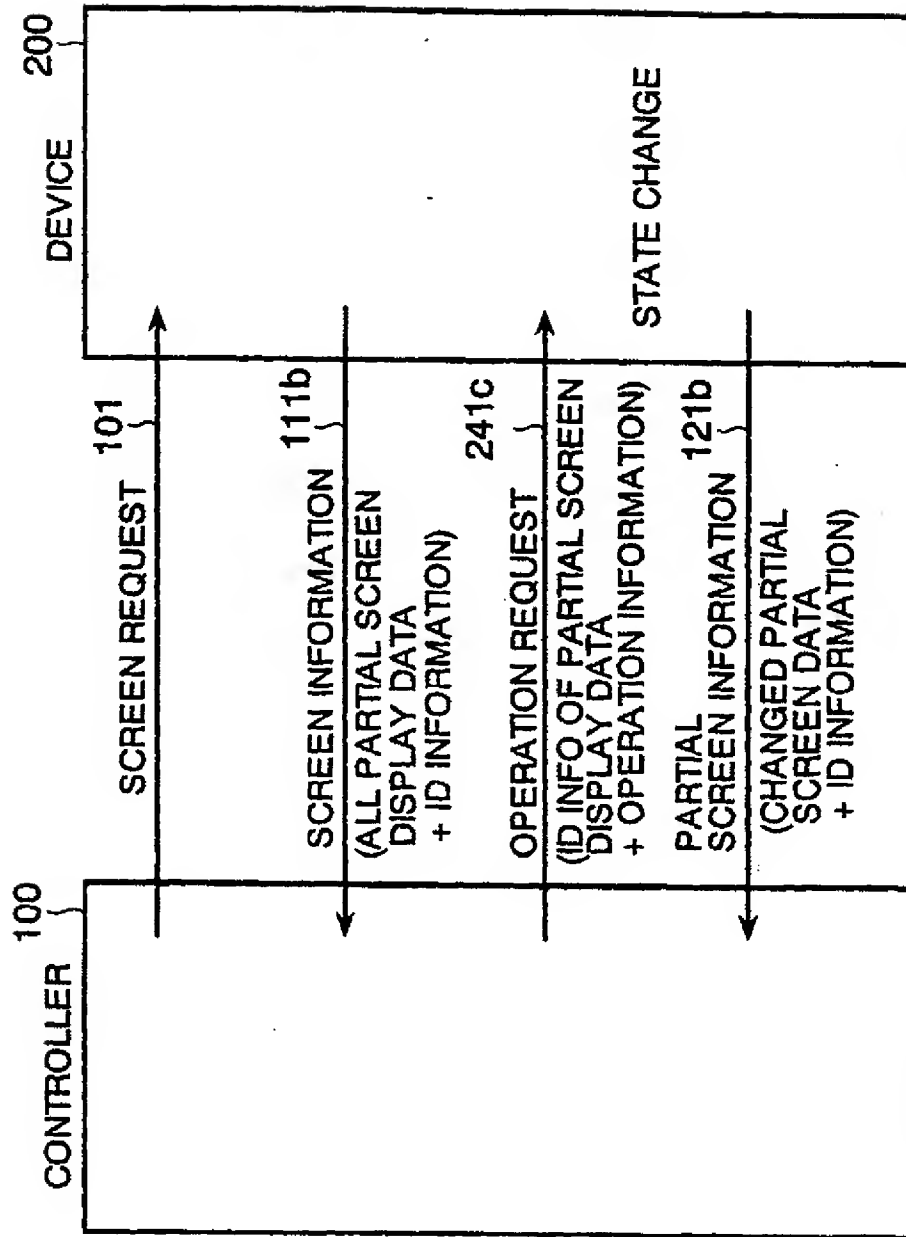 CONTROLLER
100
DEVICE
200
SCREEN REQUEST
101
SCREEN INFORMATION
111b
(ALL PARTIAL SCREEN
DISPLAY DATA
+ ID INFORMATION)
OPERATION REQUEST
241c
(ID INFO OF PARTIAL SCREEN
DISPLAY DATA
+ OPERATION INFORMATION)
STATE CHANGE
PARTIAL
SCREEN INFORMATION
121b
(CHANGED PARTIAL
SCREEN DATA
+ ID INFORMATION)